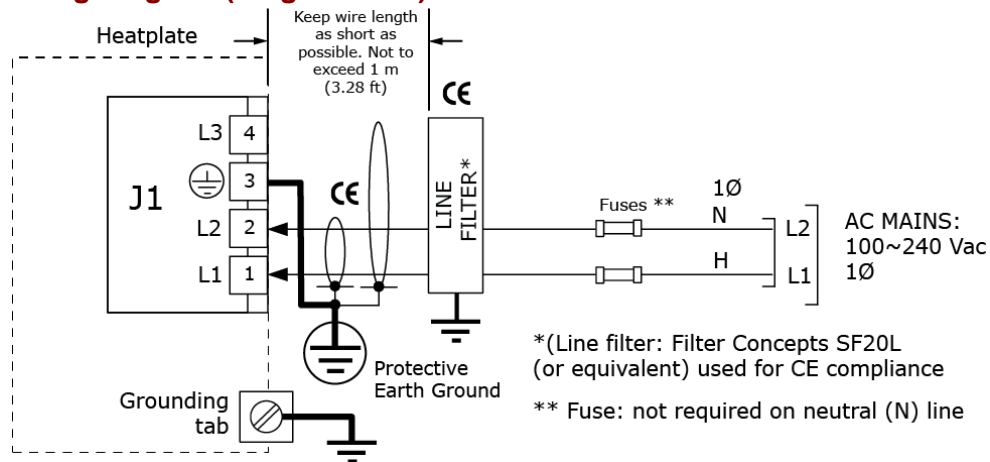 Heatplate
Keep wire length
as short as
possible. Not to
exceed 1 m
(3.28 ft)
CE
L3 4
3
J1
L2 2
L1 1
CE
LINE
FILTER*
Fuses **
1Ø
N
H
L2
L1
AC MAINS:
100~240 Vac
1Ø
Protective
Earth Ground
Grounding
tab
*(Line filter: Filter Concepts SF20L
(or equivalent) used for CE compliance
** Fuse: not required on neutral (N) line